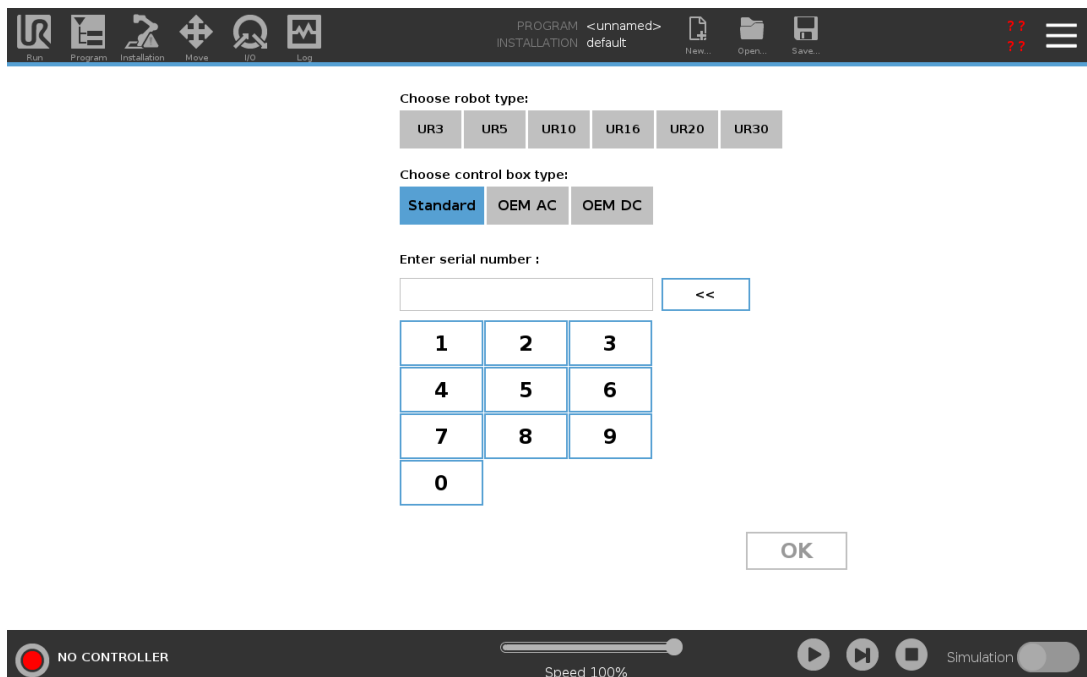 UR
PROGRAM <unnamed>
INSTALLATION default
Run Program Installation Move I/O Log New... Open... Save...
? ?
? ?
Choose robot type:
UR3 UR5 UR10 UR16 UR20 UR30
Choose control box type:
Standard OEM AC OEM DC
Enter serial number :
<<
1 2 3
4 5 6
7 8 9
0
OK
NO CONTROLLER
Speed 100%
Simulation